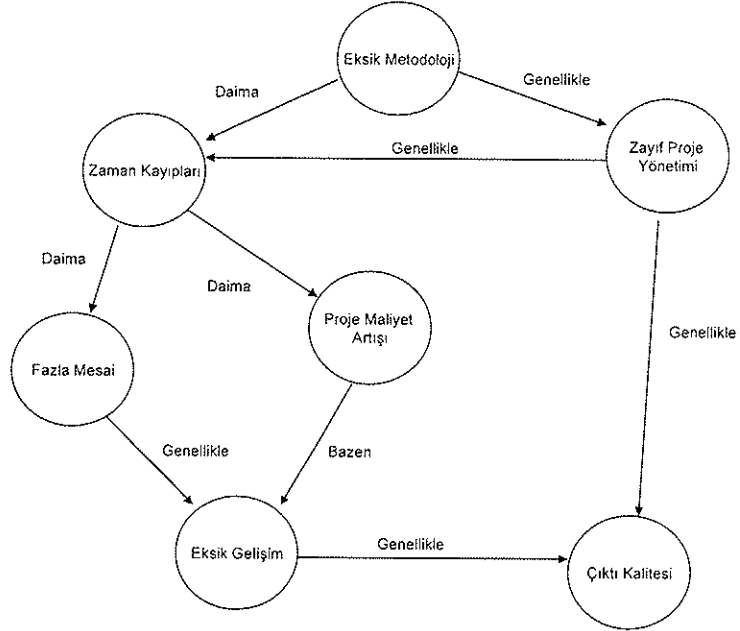 Eksik Metodoloji
Daima
Genellikle
Genellikle
Zaman Kayıpları
Zayıf Proje
Yönetimi
Daima
Daima
Proje Maliyet
Artışı
Genellikle
Fazla Mesai
Genellikle
Bazen
Eksik Gelişim
Genellikle
Çıktı Kalitesi